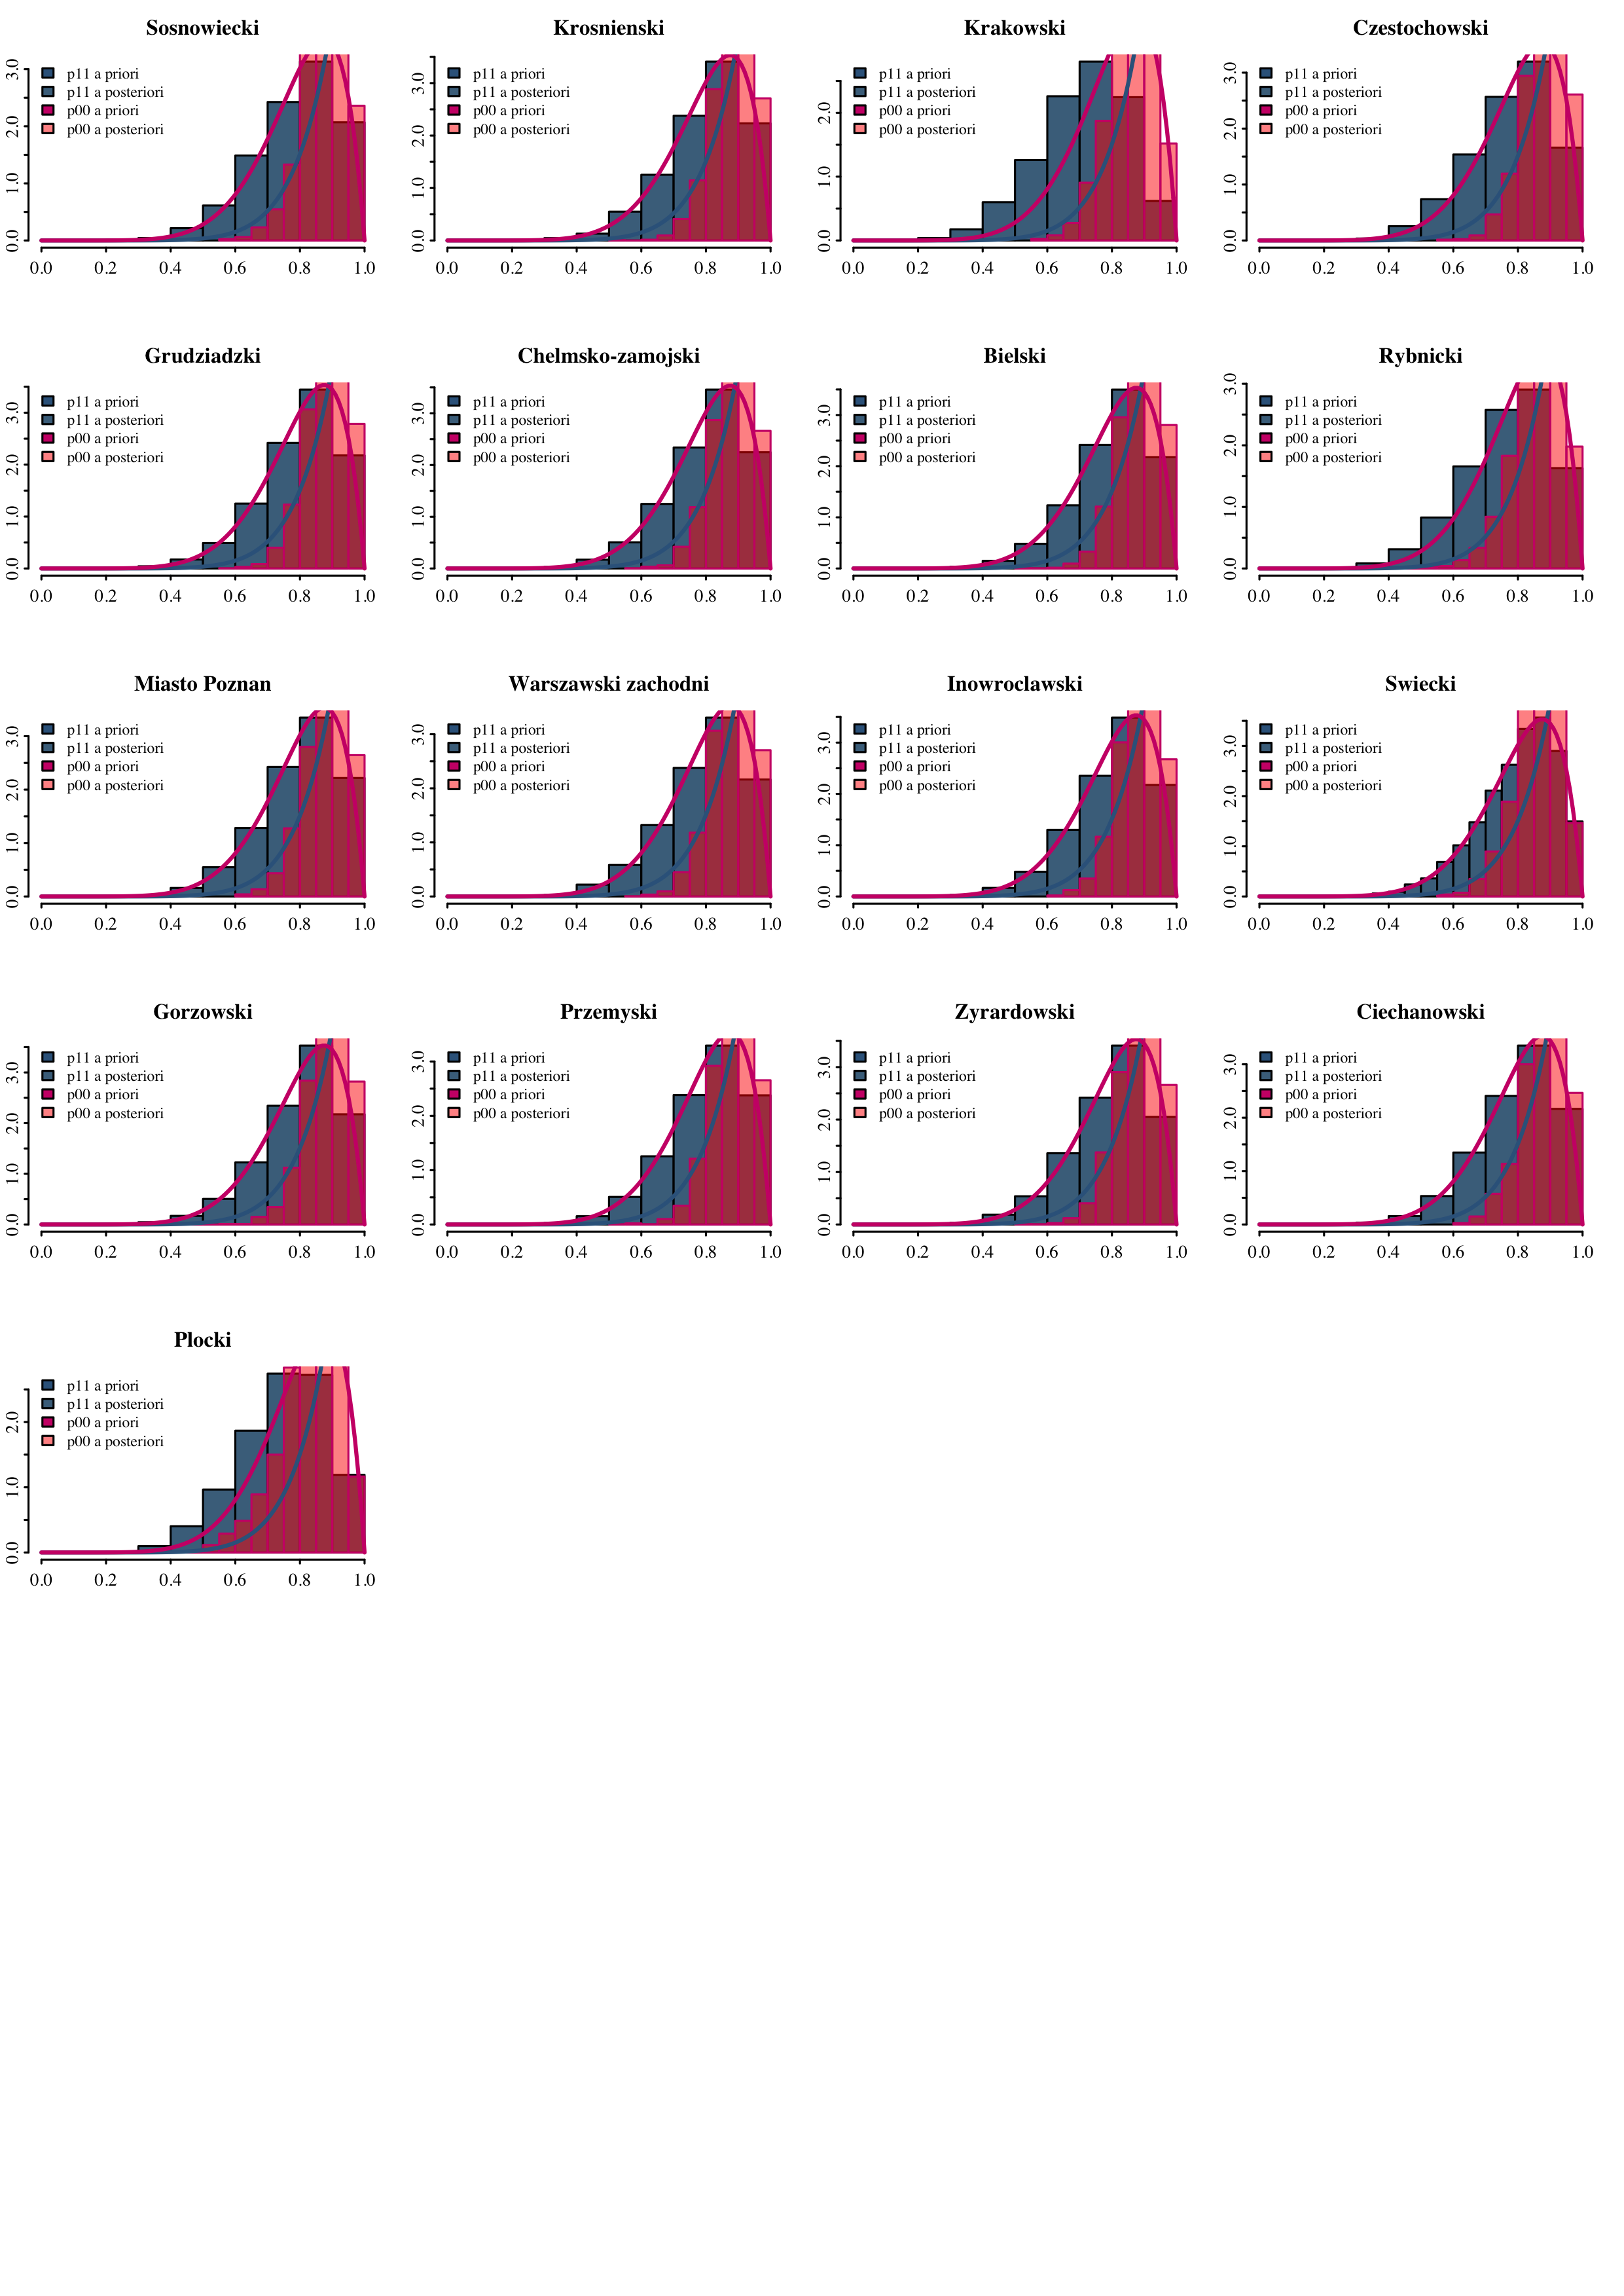 Sosnowiecki
p11 a priori
p11 a posteriori
p00 a priori
p00 a posteriori
0.0 1.0 2.0 3.0
0.0 0.2 0.4 0.6 0.8 1.0
Krosnienski
p11 a priori
p11 a posteriori
p00 a priori
p00 a posteriori
0.0 1.0 2.0 3.0
0.0 0.2 0.4 0.6 0.8 1.0
Krakowski
p11 a priori
p11 a posteriori
p00 a priori
p00 a posteriori
0.0 1.0 2.0
0.0 0.2 0.4 0.6 0.8 1.0
Czestochowski
p11 a priori
p11 a posteriori
p00 a priori
p00 a posteriori
0.0 1.0 2.0 3.0
0.0 0.2 0.4 0.6 0.8 1.0
Grudziadzki
p11 a priori
p11 a posteriori
p00 a priori
p00 a posteriori
0.0 1.0 2.0 3.0
0.0 0.2 0.4 0.6 0.8 1.0
Chelmsko-zamojski
p11 a priori
p11 a posteriori
p00 a priori
p00 a posteriori
0.0 1.0 2.0 3.0
0.0 0.2 0.4 0.6 0.8 1.0
Bielski
p11 a priori
p11 a posteriori
p00 a priori
p00 a posteriori
0.0 1.0 2.0 3.0
0.0 0.2 0.4 0.6 0.8 1.0
Rybnicki
p11 a priori
p11 a posteriori
p00 a priori
p00 a posteriori
0.0 1.0 2.0 3.0
0.0 0.2 0.4 0.6 0.8 1.0
Miasto Poznan
p11 a priori
p11 a posteriori
p00 a priori
p00 a posteriori
0.0 1.0 2.0 3.0
0.0 0.2 0.4 0.6 0.8 1.0
Warszawski zachodni
p11 a priori
p11 a posteriori
p00 a priori
p00 a posteriori
0.0 1.0 2.0 3.0
0.0 0.2 0.4 0.6 0.8 1.0
Inowroclawski
p11 a priori
p11 a posteriori
p00 a priori
p00 a posteriori
0.0 1.0 2.0 3.0
0.0 0.2 0.4 0.6 0.8 1.0
Swiecki
p11 a priori
p11 a posteriori
p00 a priori
p00 a posteriori
0.0 1.0 2.0 3.0
0.0 0.2 0.4 0.6 0.8 1.0
Gorzowski
p11 a priori
p11 a posteriori
p00 a priori
p00 a posteriori
0.0 1.0 2.0 3.0
0.0 0.2 0.4 0.6 0.8 1.0
Przemyski
p11 a priori
p11 a posteriori
p00 a priori
p00 a posteriori
0.0 1.0 2.0 3.0
0.0 0.2 0.4 0.6 0.8 1.0
Zyrardowski
p11 a priori
p11 a posteriori
p00 a priori
p00 a posteriori
0.0 1.0 2.0 3.0
0.0 0.2 0.4 0.6 0.8 1.0
Ciechanowski
p11 a priori
p11 a posteriori
p00 a priori
p00 a posteriori
0.0 1.0 2.0 3.0
0.0 0.2 0.4 0.6 0.8 1.0
Plocki
p11 a priori
p11 a posteriori
p00 a priori
p00 a posteriori
0.0 1.0 2.0
0.0 0.2 0.4 0.6 0.8 1.0